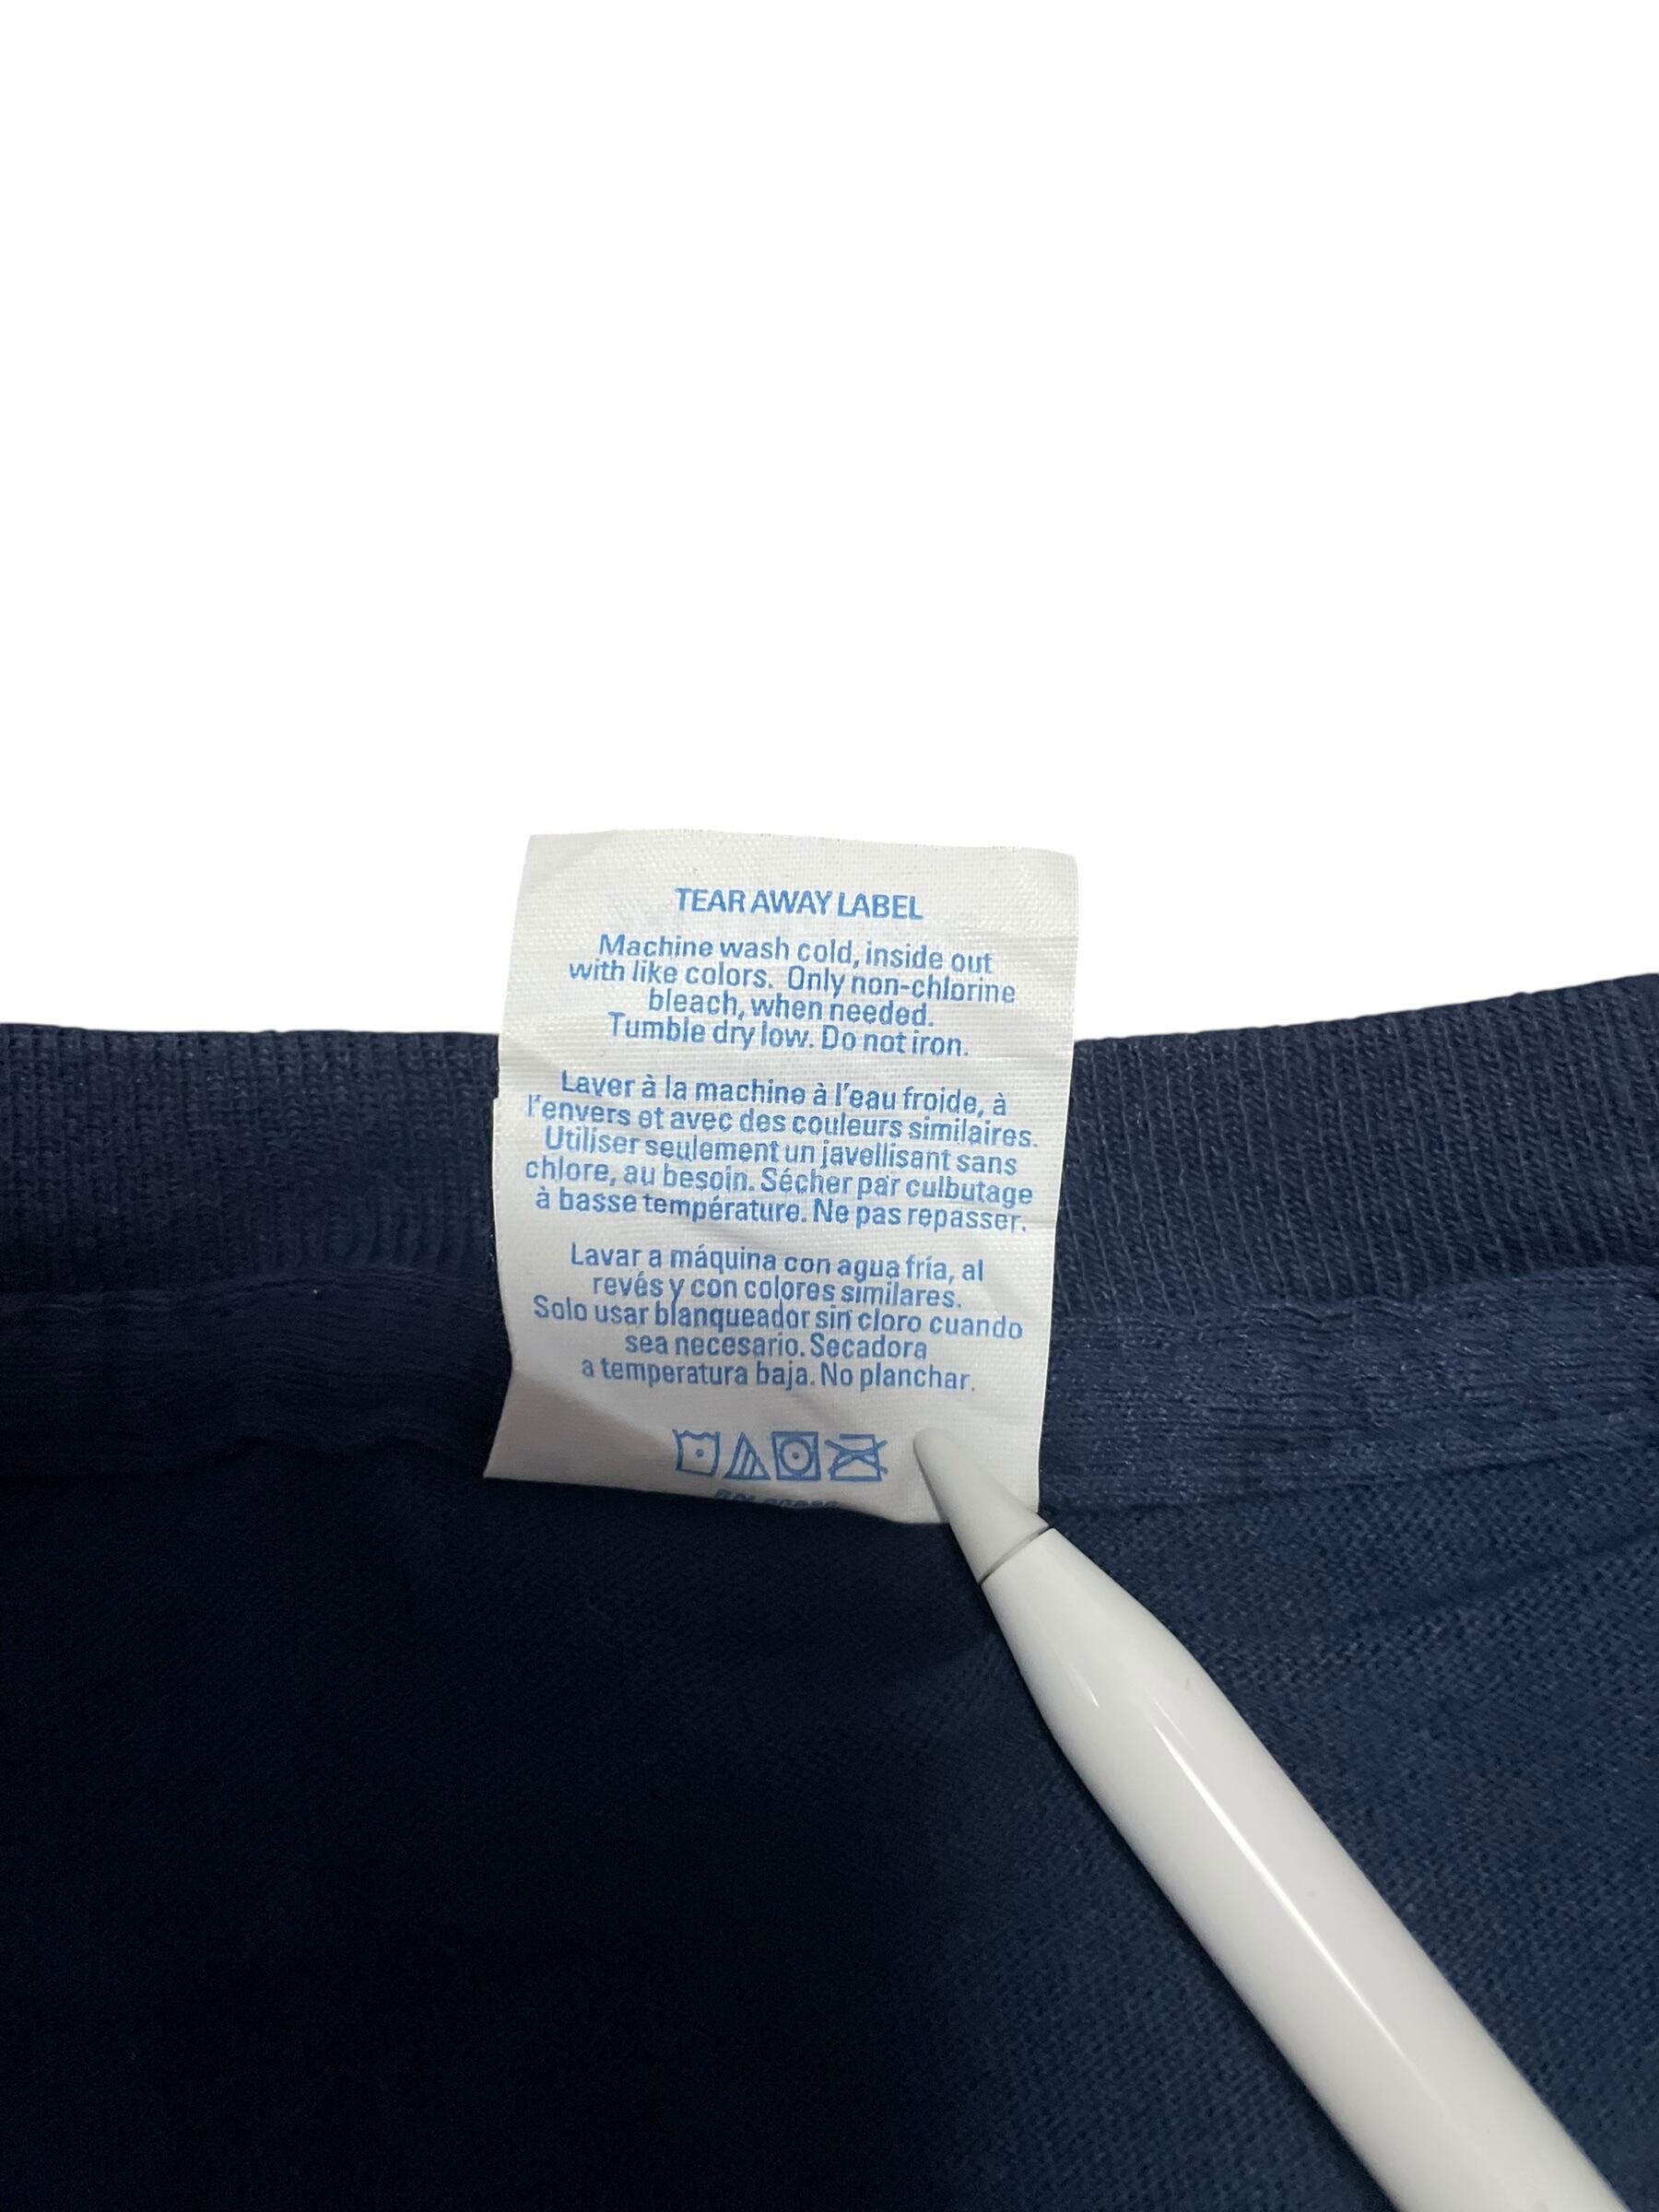 TEAR AWAY LABEL
Machine wash cold, inside out
with like colors. Only non-chlorine
bleach, when needed.
Tumble dry low. Do not iron.
Laver à la machine à l'eau froide, à
l'envers et avec des couleurs similaires.
Utiliser seulement un javellisant sans
chlore, au besoin. Sécher par culbutage
à basse température. Ne pas repasser.
Lavar a máquina con agua fría, al
revés y con colores similares.
Solo usar blanqueador sin cloro cuando
sea necesario. Secadora
a temperatura baja. No planchar.